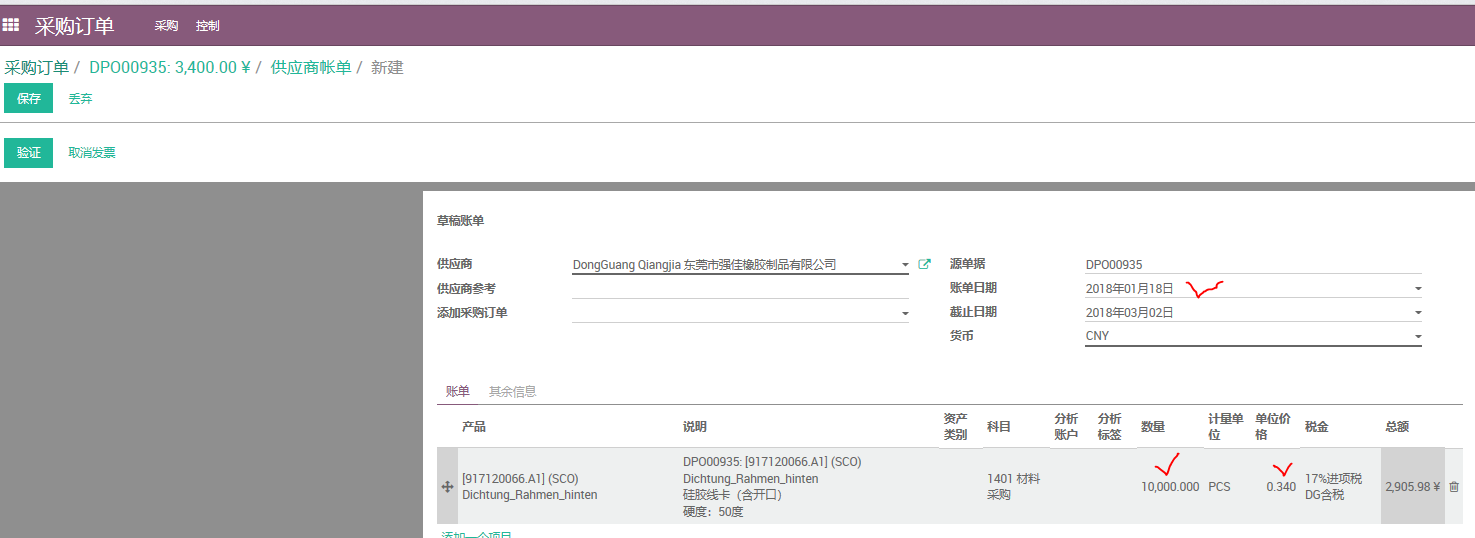 采购订单 采购 控制
采购订单 / DPO00935: 3,400.00 ¥ / 供应商帐单 / 新建
保存 丢弃
验证 取消发票
草稿账单
供应商 DongGuang Qiangjia 东莞市强佳橡胶制品有限公司 源单据 DPO00935
供应商参考 账单日期 2018年01月18日
添加采购订单 截止日期 2018年03月02日
货币 CNY
账单 其余信息
产品 说明 资产类别 科目 分析账户 分析标签 数量 计量单位 单位价格 税金 总额
[917120066.A1] (SCO)
Dichtung_Rahmen_hinten
DPO00935: [917120066.A1] (SCO)
Dichtung_Rahmen_hinten
硅胶线卡（含开口）
硬度：50度
1401 材料
采购
10,000.000 PCS 0.340
17%进项税
DG含税
2,905.98 ¥
添加一个项目